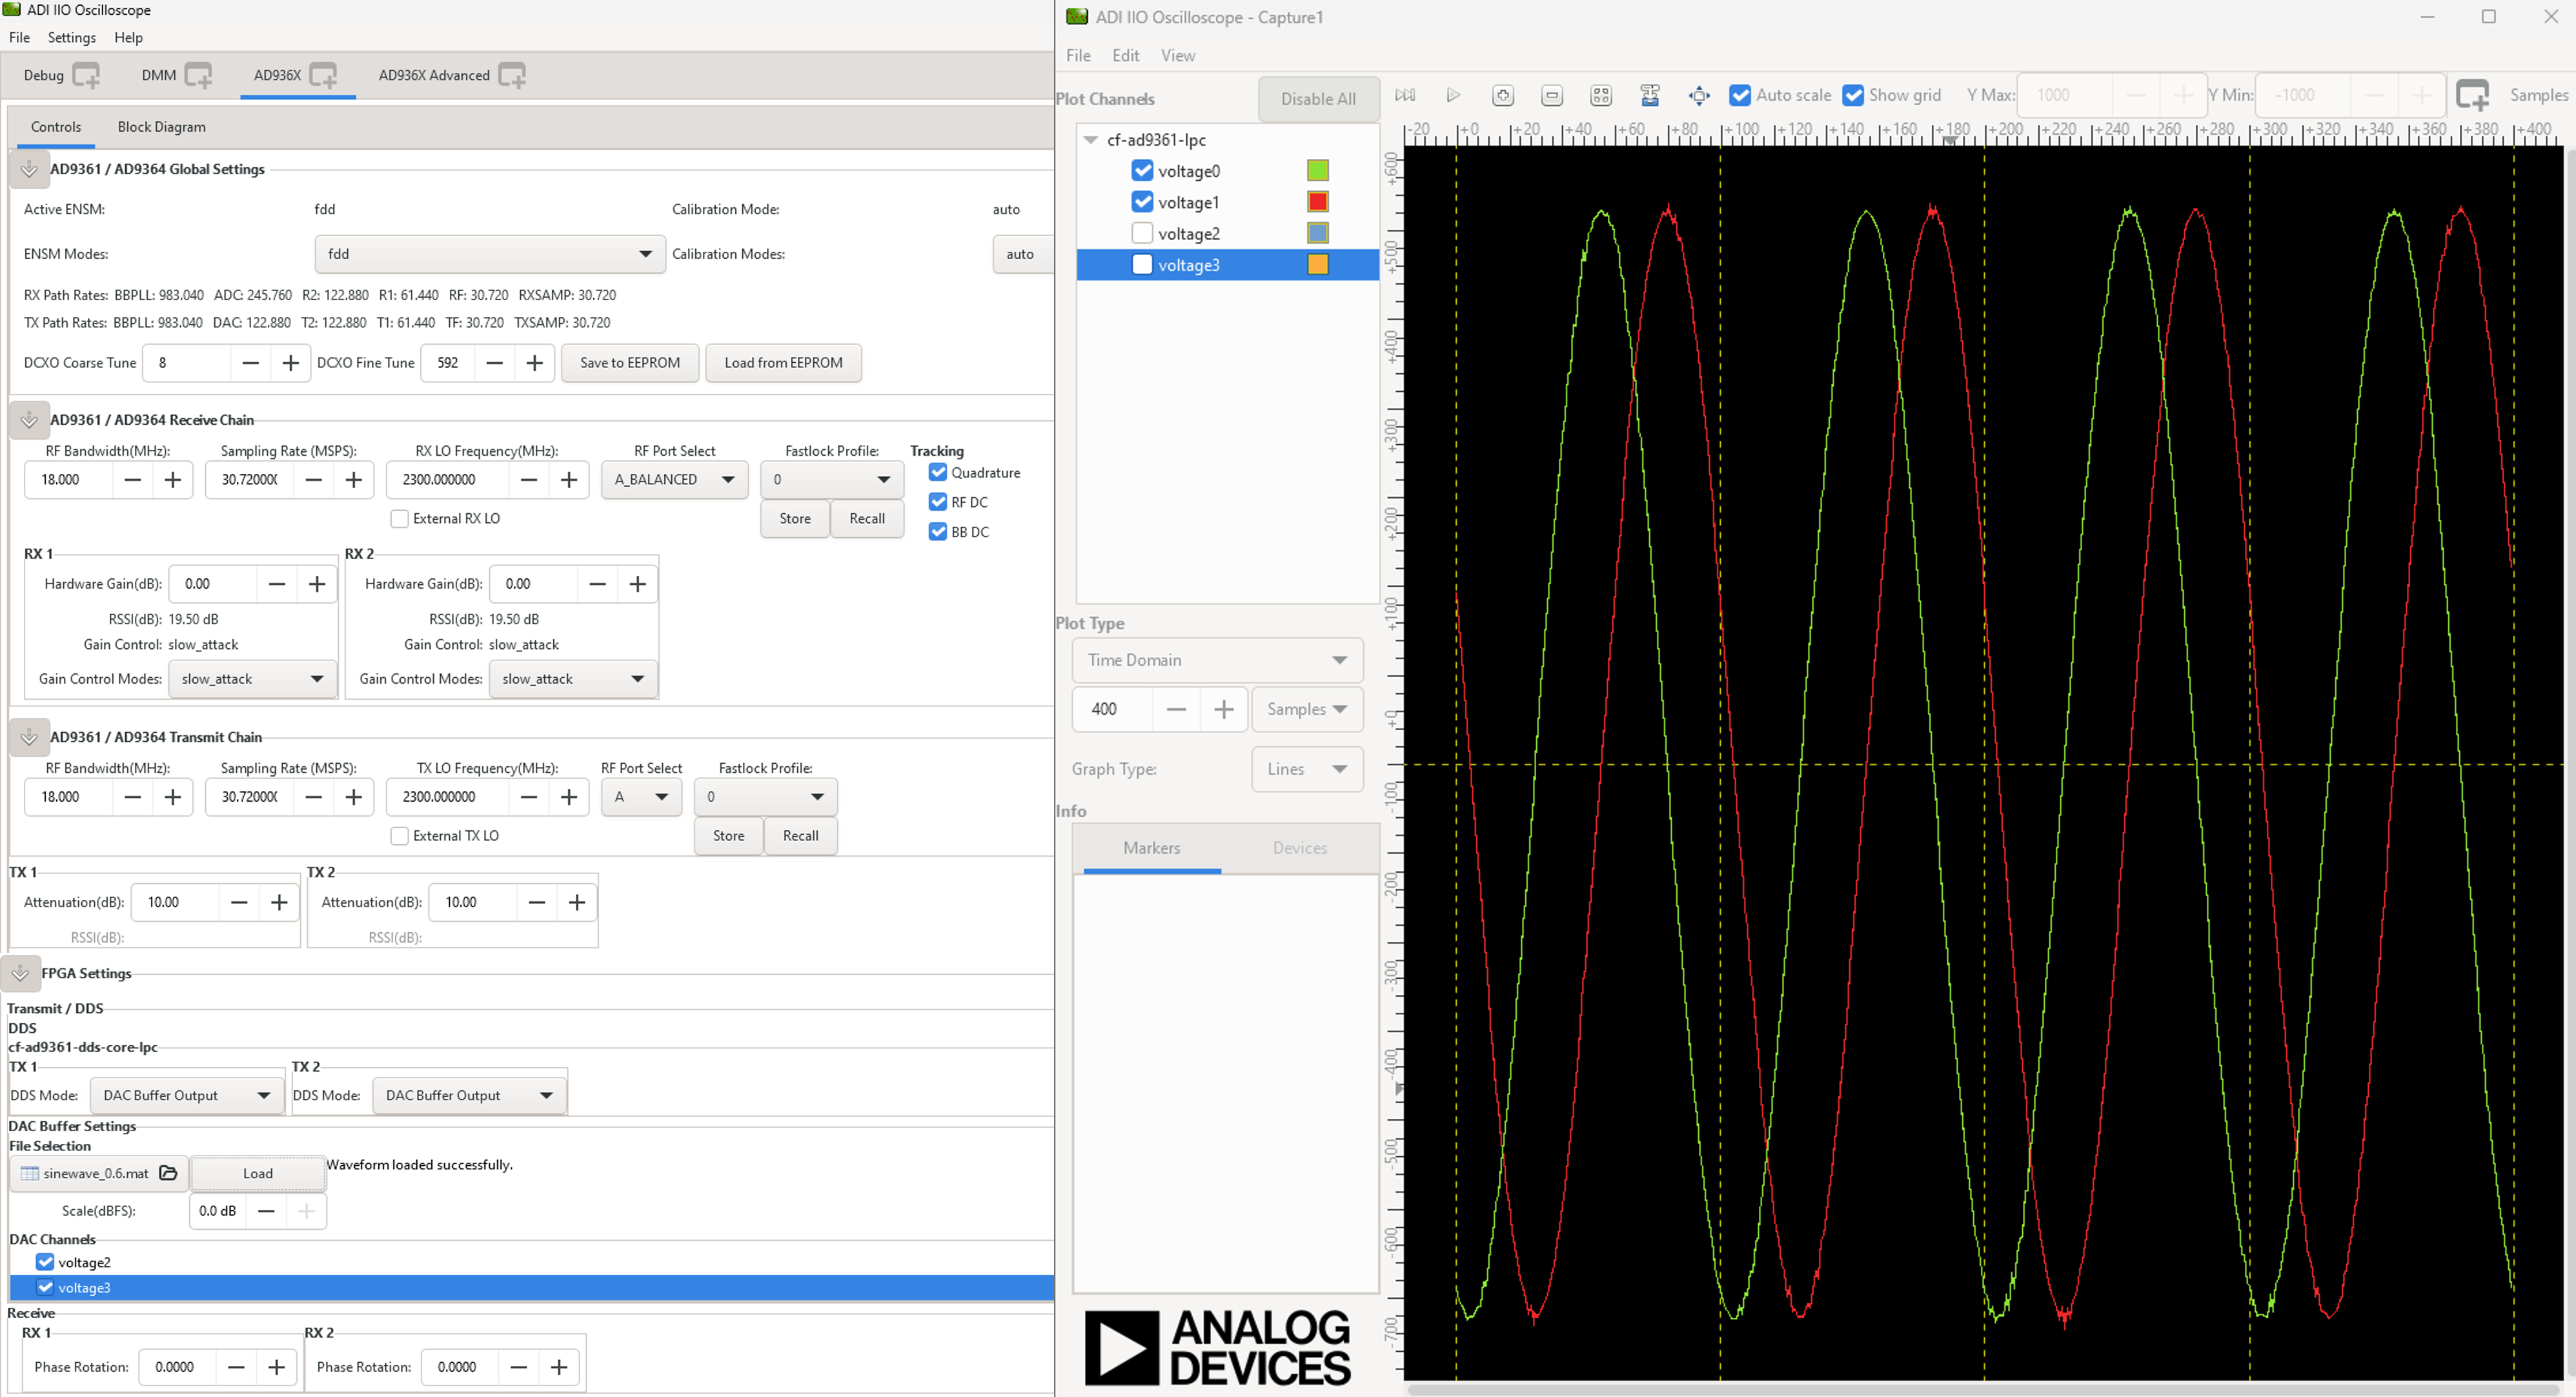 ADI IIO Oscilloscope
File Settings Help
Debug DMM AD936X AD936X Advanced
Controls Block Diagram
AD9361 / AD9364 Global Settings
Active ENSM: fdd Calibration Mode: auto
ENSM Modes: fdd Calibration Modes: auto
RX Path Rates: BBPLL: 983.040 ADC: 245.760 R2: 122.880 R1: 61.440 RF: 30.720 RXSAMP: 30.720
TX Path Rates: BBPLL: 983.040 DAC: 122.880 T2: 122.880 T1: 61.440 TF: 30.720 TXSAMP: 30.720
DCXO Coarse Tune 8 DCXO Fine Tune 592 Save to EEPROM Load from EEPROM
AD9361 / AD9364 Receive Chain
RF Bandwidth(MHz): Sampling Rate (MSPS): RX LO Frequency(MHz): RF Port Select Fastlock Profile: Tracking
18.000 30.72000 2300.000000 A_BALANCED 0 Quadrature
External RX LO Store Recall RF DC
BB DC
RX 1 RX 2
Hardware Gain(dB): 0.00 Hardware Gain(dB): 0.00
RSSI(dB): 19.50 dB RSSI(dB): 19.50 dB
Gain Control: slow_attack Gain Control: slow_attack
Gain Control Modes: slow_attack Gain Control Modes: slow_attack
AD9361 / AD9364 Transmit Chain
RF Bandwidth(MHz): Sampling Rate (MSPS): TX LO Frequency(MHz): RF Port Select Fastlock Profile:
18.000 30.72000 2300.000000 A 0
External TX LO Store Recall
TX 1 TX 2
Attenuation(dB): 10.00 Attenuation(dB): 10.00
RSSI(dB): RSSI(dB):
FPGA Settings
Transmit / DDS
DDS
cf-ad9361-dds-core-lpc
TX 1 TX 2
DDS Mode: DAC Buffer Output DDS Mode: DAC Buffer Output
DAC Buffer Settings
File Selection
sinewave_0.6.mat Load Waveform loaded successfully.
Scale(dBFS): 0.0 dB
DAC Channels
voltage2
voltage3
Receive
RX 1 RX 2
Phase Rotation: 0.0000 Phase Rotation: 0.0000
ADI IIO Oscilloscope - Capture1
File Edit View
Plot Channels Disable All Auto scale Show grid Y Max: 1000 Y Min: -1000 Samples
cf-ad9361-lpc
voltage0
voltage1
voltage2
voltage3
Plot Type
Time Domain
400 Samples
Graph Type: Lines
Info
Markers Devices
ANALOG
DEVICES
-20 +0 +20 +40 +60 +80 +100 +120 +140 +160 +180 +200 +220 +240 +260 +280 +300 +320 +340 +360 +380 +400
+600
+500
+400
+300
+200
+100
+0
-100
-200
-300
-400
-500
-600
-700